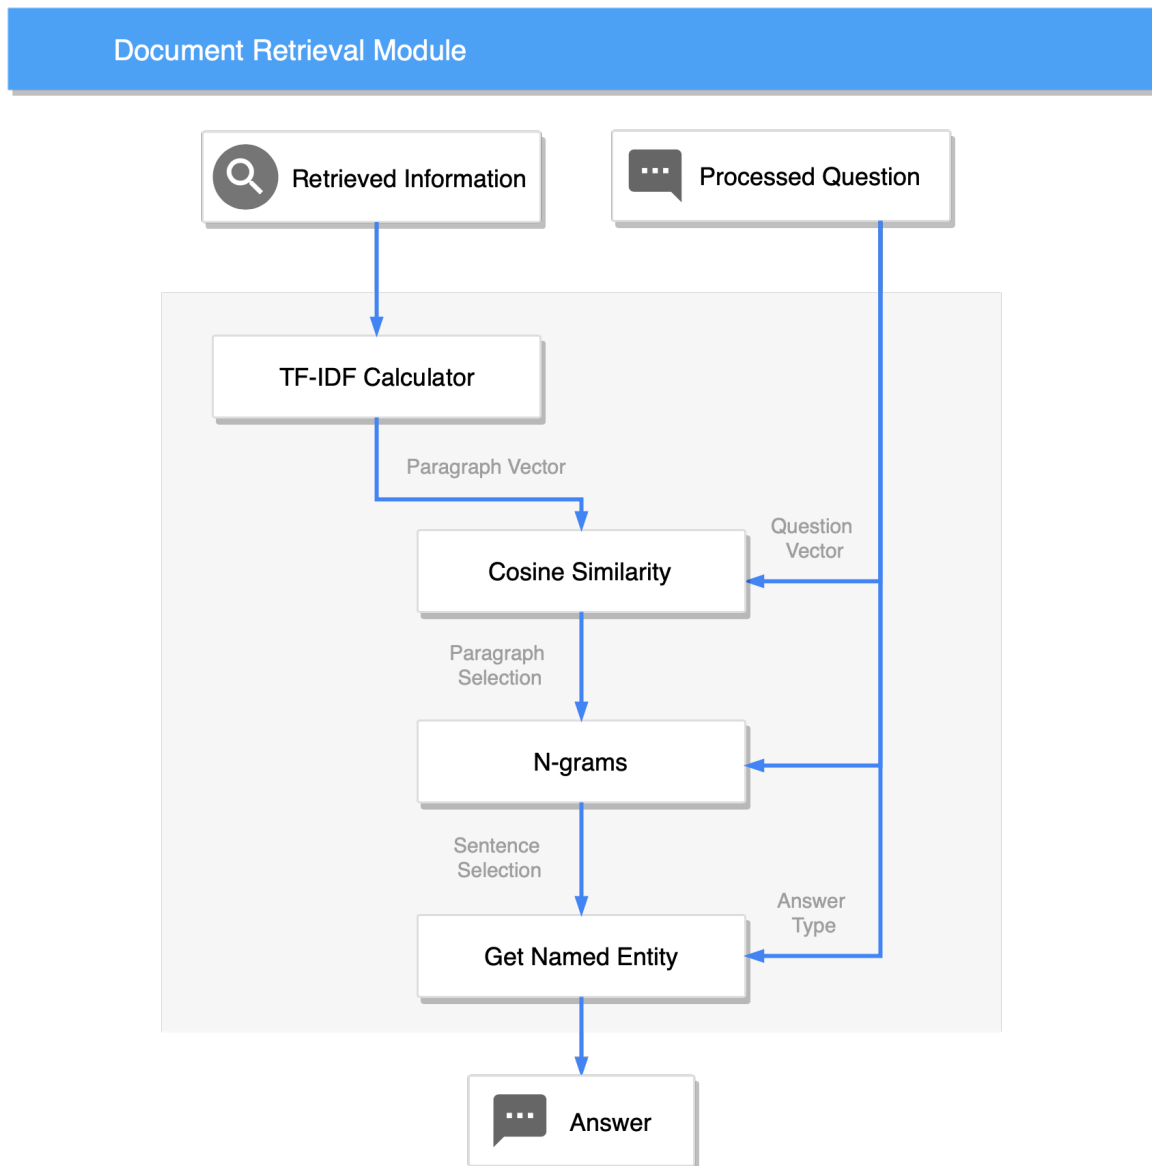 Document Retrieval Module
Retrieved Information
Processed Question
TF-IDF Calculator
Paragraph Vector
Question
Vector
Cosine Similarity
Paragraph
Selection
N-grams
Sentence
Selection
Answer
Type
Get Named Entity
Answer